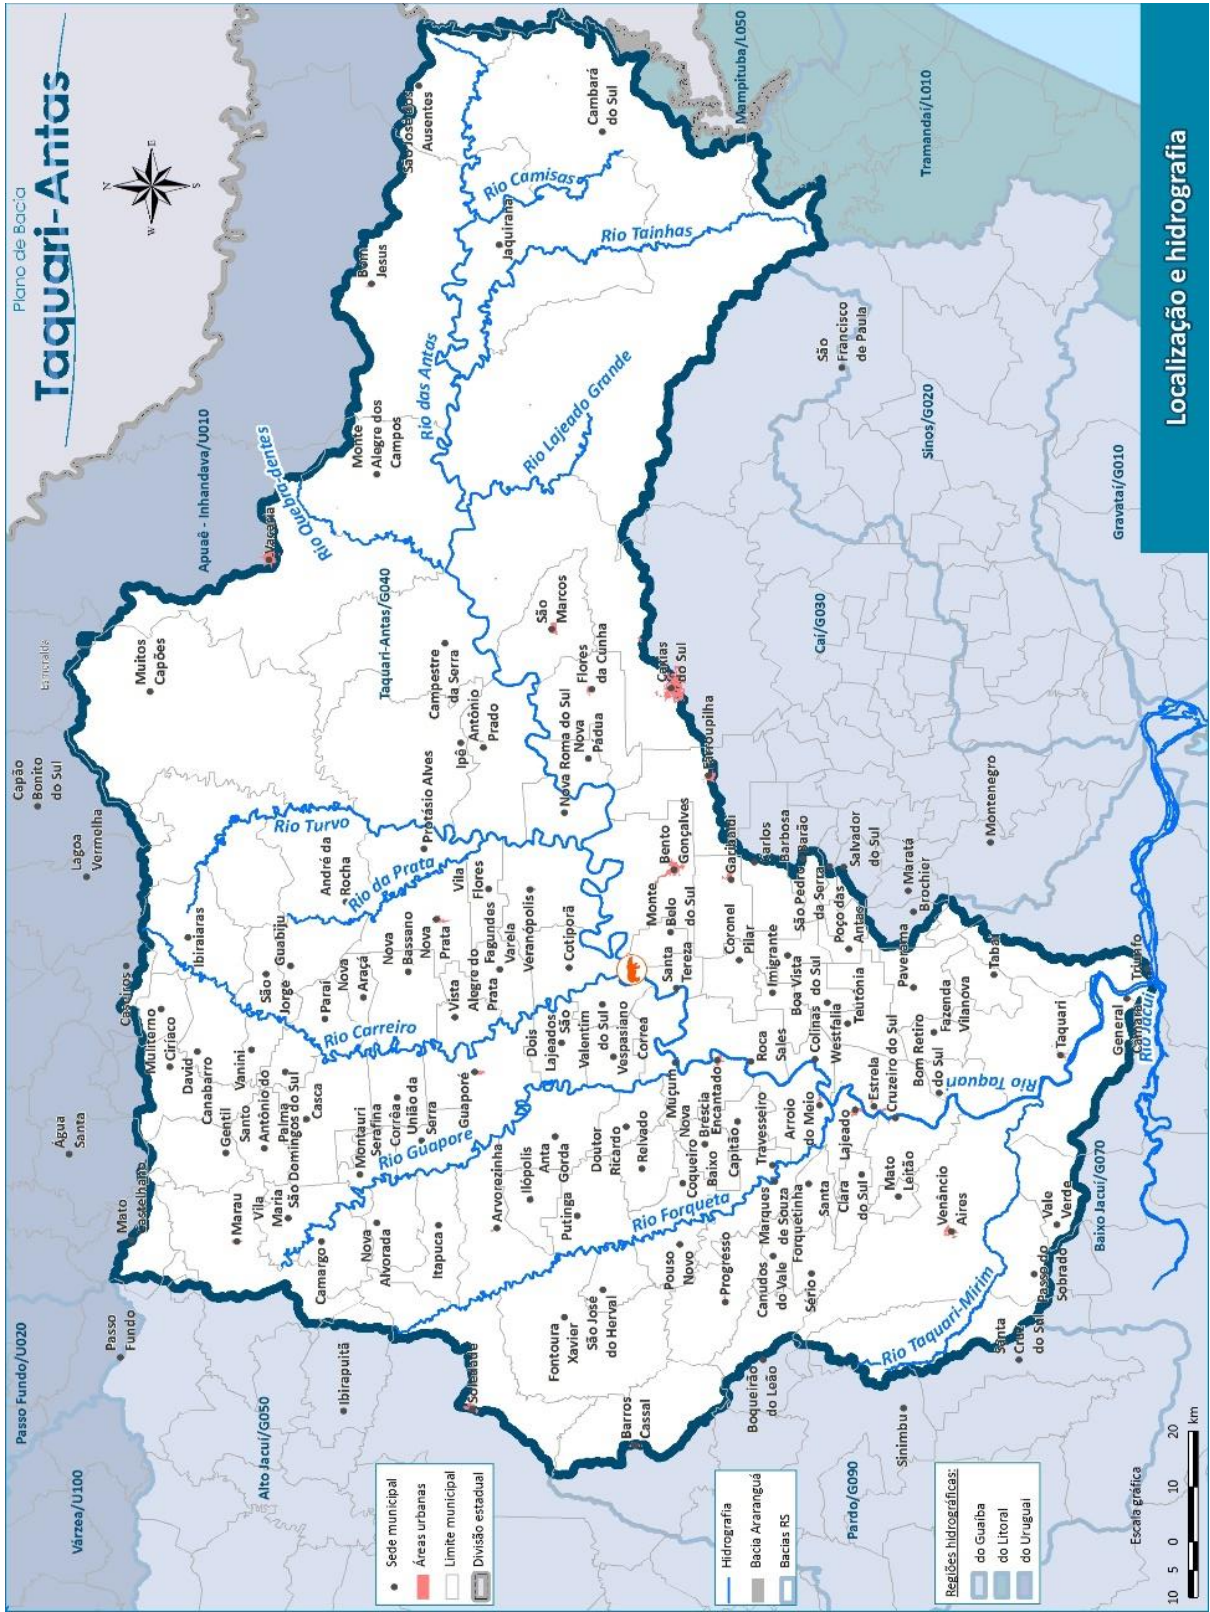 Plano de Bacia
Taquari-Antas
N
W
E
S
Várzea/U100
Passo Fundo/U020
Alto Jacuí/G050
Apuaê - Inhandava/U010
Taquari-Antas/G040
Mampituba/L050
Tramandaí/L010
Sinos/G020
Gravataí/G010
Caí/G030
Baixo Jacuí/G070
Pardo/G090
Passo
Fundo
Mato
Castelhano
Água
Santa
Caseiros
Lagoa
Vermelha
Capão
Bonito
do Sul
Esmeralda
Muitos
Capões
Vacaria
Rio Quebra-dentes
Monte
Alegre dos
Campos
Bom
Jesus
São José dos
Ausentes
Cambará
do Sul
Jaquirana
Rio Camisas
Rio Tainhas
Rio das Antas
Rio Lajeado Grande
São
Francisco
de Paula
Muliterno
Ciríaco
David
Canabarro
Vanini
Gentil
Santo
Antônio do
Palma
São Domingos do Sul
Casca
Marau
Vila
Maria
Camargo
Ibirapuitã
Nova
Alvorada
Montauri
Serafina
Corrêa
União da
Serra
Itapuca
Guaporé
Rio Guapore
Ibiraiaras
São
Jorge
Guabiju
Paraí
Nova
Araçá
Nova
Bassano
Nova
Prata
André da
Rocha
Rio Turvo
Rio da Prata
Rio Carreiro
Protásio Alves
Vila
Flores
Vista
Alegre do
Prata
Fagundes
Varela
Veranópolis
Cotiporã
Campestre
da Serra
Ipê
Antônio
Prado
Nova Roma do Sul
Nova
Pádua
Flores
da Cunha
São
Marcos
Caxias
do Sul
Farroupilha
Soledade
Arvorezinha
Ilópolis
Anta
Gorda
Putinga
Doutor
Ricardo
Relvado
Dois
Lajeados
São
Valentim
do Sul
Vespasiano
Correa
Muçum
Fontoura
Xavier
São José
do Herval
Barros
Cassal
Rio Forqueta
Pouso
Novo
Progresso
Coqueiro
Baixo
Nova
Bréscia
Capitão
Encantado
Roca
Sales
Travesseiro
Marques
de Souza
Canudos
do Vale
Forquetinha
Sério
Arroio
do Meio
Lajeado
Estrela
Cruzeiro do Sul
Santa
Clara
do Sul
Mato
Leitão
Venâncio
Aires
Boqueirão
do Leão
Sinimbu
Santa
Cruz
do Sul
Passo do
Sobrado
Vale
Verde
Rio Taquari-Mirim
Monte
Belo
do Sul
Santa
Tereza
Bento
Gonçalves
Garibaldi
Carlos
Barbosa
Barão
Coronel
Pilar
Imigrante
Boa Vista
do Sul
Colinas
Westfalia
Teutônia
São Pedro
da Serra
Salvador
do Sul
Poço das
Antas
Maratá
Brochier
Montenegro
Paverama
Fazenda
Vilanova
Bom Retiro
do Sul
Tabaí
Taquari
Triunfo
General
Câmara
Rio Taquari
Rio Jacuí
Sede municipal
Áreas urbanas
Limite municipal
Divisão estadual
Hidrografia
Bacia Araranguá
Bacias RS
Regiões hidrográficas:
do Guaíba
do Litoral
do Uruguai
Escala gráfica
10 5 0 10 20
km
Localização e hidrografia